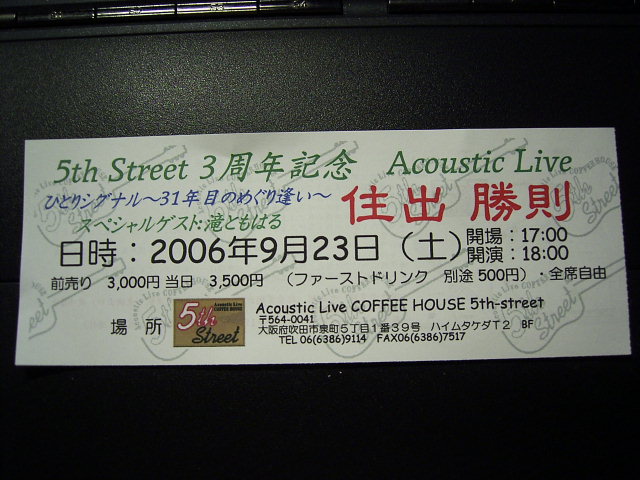 5th Street 3周年記念 Acoustic Live
ひとりシグナル～31年目のめぐり逢い～
住出 勝則
スペシャルゲスト:滝ともはる
日時：2006年9月23日（土）
開場：17:00
開演：18:00
前売り 3,000円 当日 3,500円 （ファーストドリンク 別途500円）・全席自由
場 所
Acoustic Live
COFFEE HOUSE
5th
Street
Acoustic Live COFFEE HOUSE 5th-street
〒564-0041
大阪府吹田市泉町5丁目1番39号 ハイムタケダT2 BF
TEL 06(6386)9114 FAX06(6386)7517